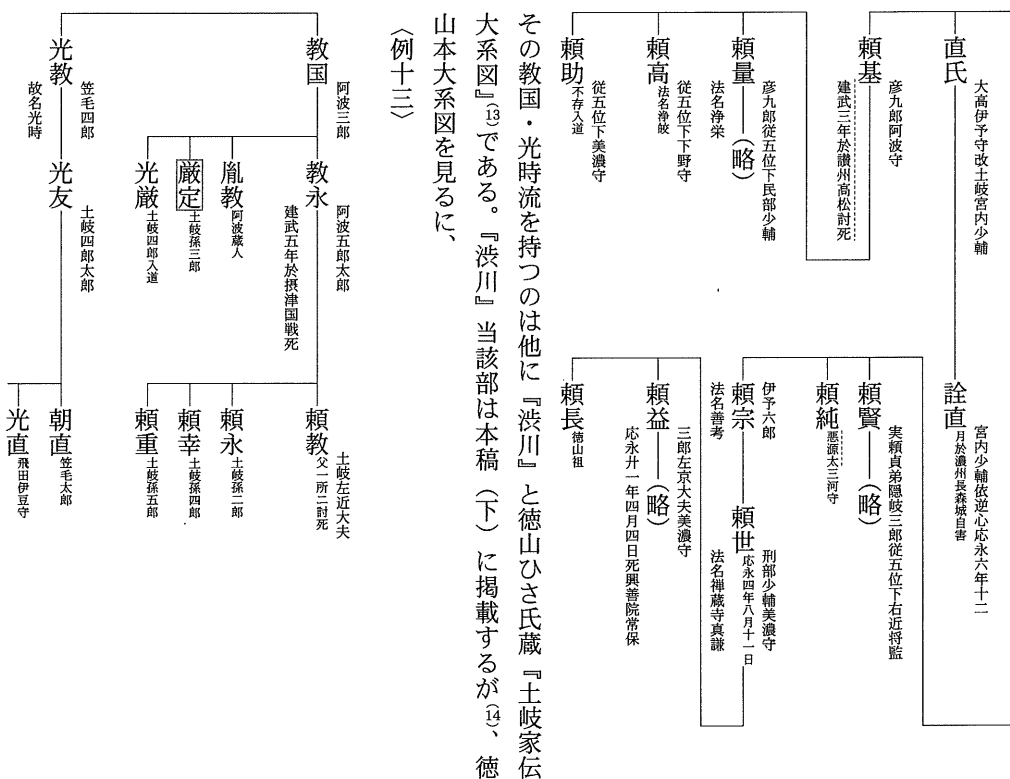 直氏
大高伊予守改土岐宮内少輔
詮直
宮内少輔依逆心応永六年十二
月於濃州長森城自害
頼基
彦九郎阿波守
建武三年於讃州高松討死
頼量――(略)
彦九郎従五位下民部少輔
法名浄栄
頼高
従五位下下野守
法名浄皎
頼助
従五位下美濃守
不存入道
頼賢――(略)
実頼貞弟隠岐三郎従五位下右近将監
頼純
悪源太三河守
頼宗
伊予六郎
法名善考
頼世
刑部少輔美濃守
応永四年八月十一日
法名禅蔵寺真謙
頼益――(略)
三郎左京大夫美濃守
応永廿一年四月四日死興善院常保
頼長
徳山祖
その教国・光時流を持つのは他に『渋川』と徳山ひさ氏蔵『土岐家伝
大系図』(13)である。『渋川』当該部は本稿(下)に掲載するが(14)、徳
山本大系図を見るに、
〈例十三〉
教国
阿波三郎
教永
阿波五郎太郎
建武五年於摂津国戦死
頼教
土岐左近大夫
父一所ニ討死
頼永
土岐孫二郎
頼幸
土岐孫四郎
頼重
土岐孫五郎
胤教
阿波蔵人
厳定
土岐孫三郎
光厳
土岐四郎入道
光教
笠毛四郎
故名光時
光友
土岐四郎太郎
朝直
笠毛太郎
光直
飛田伊豆守